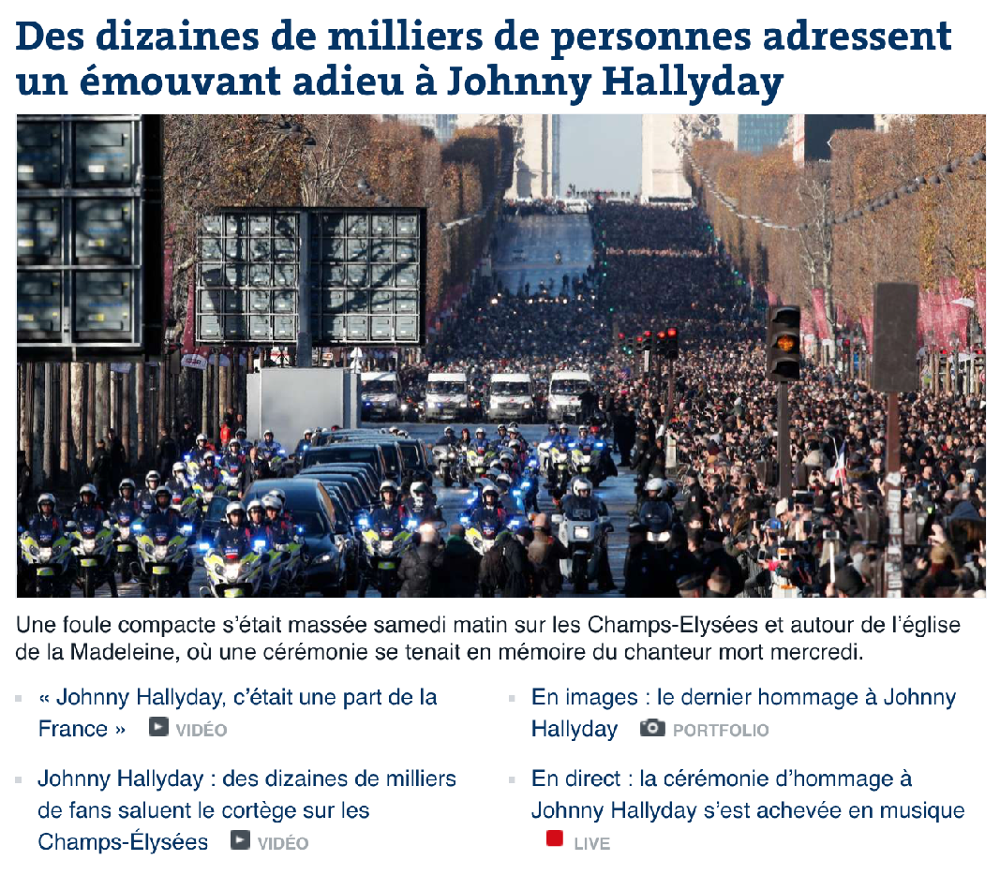 Des dizaines de milliers de personnes adressent
un émouvant adieu à Johnny Hallyday
Une foule compacte s’était massée samedi matin sur les Champs-Elysées et autour de l’église
de la Madeleine, où une cérémonie se tenait en mémoire du chanteur mort mercredi.
« Johnny Hallyday, c’était une part de la
France » VIDÉO
Johnny Hallyday : des dizaines de milliers
de fans saluent le cortège sur les
Champs-Élysées VIDÉO
En images : le dernier hommage à Johnny
Hallyday PORTFOLIO
En direct : la cérémonie d’hommage à
Johnny Hallyday s’est achevée en musique
LIVE